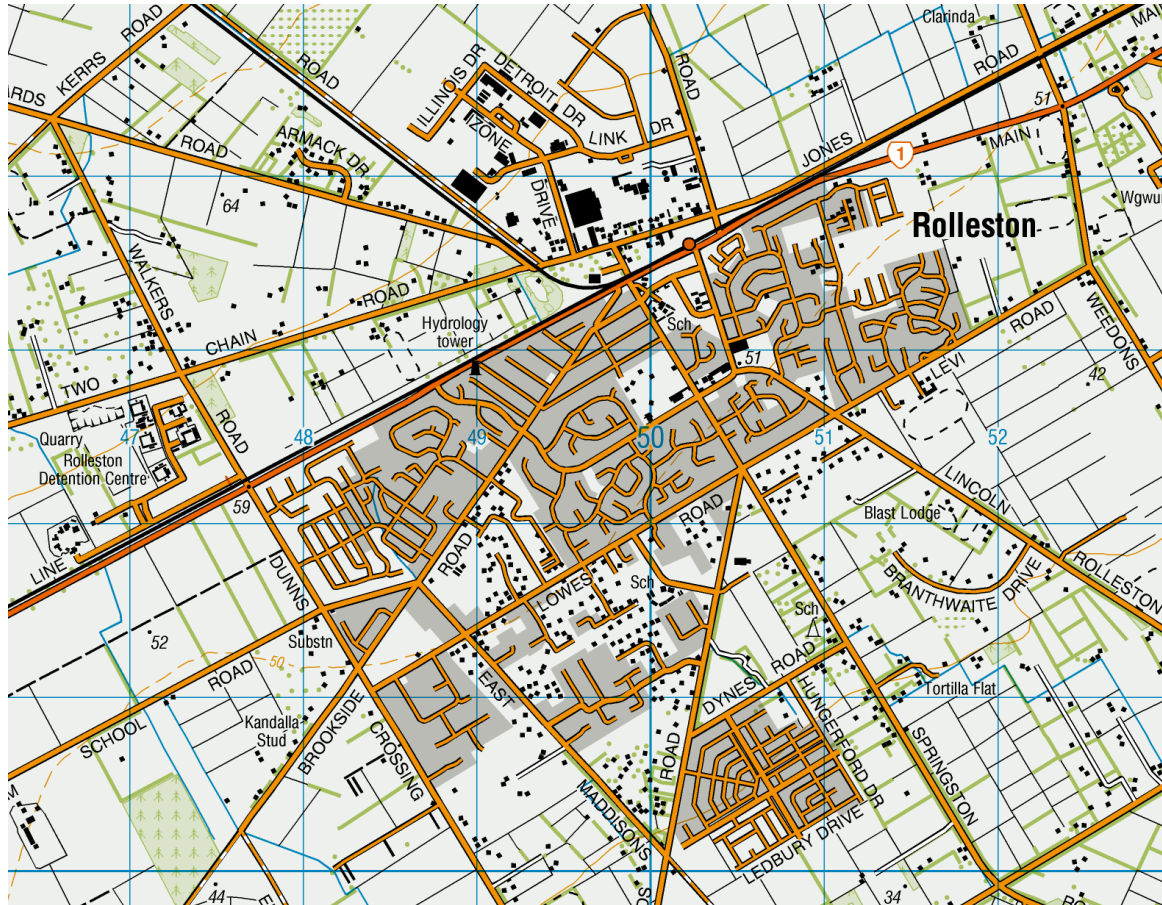 KERRS ROAD
ROAD
ILLINOIS DR
DETROIT DR
ROAD
Clarinda
ROAD
ARDS
ROAD
ARMACK DR
IZONE DRIVE
LINK DR
JONES
1
MAIN
51
64
Rolleston
WALKERS
ROAD
CHAIN
ROAD
TWO
Hydrology
tower
Sch
51
ROAD
LEVI
WEEDONS
42
47
48
49
50
51
52
Quarry
Rolleston
Detention Centre
59
LINE
DUNNS
ROAD
LOWES
ROAD
Sch
LINCOLN
Blast Lodge
ROLLESTON
BRANTHWAITE DRIVE
Sch
52
50
Substn
ROAD
SCHOOL
Kandalla
Stud
BROOKSIDE
CROSSING
EAST
MADDISONS
ROAD
DYNES
ROAD
HUNGERFORD DR
Tortilla Flat
SPRINGSTON
LEDBURY DRIVE
M
44
34